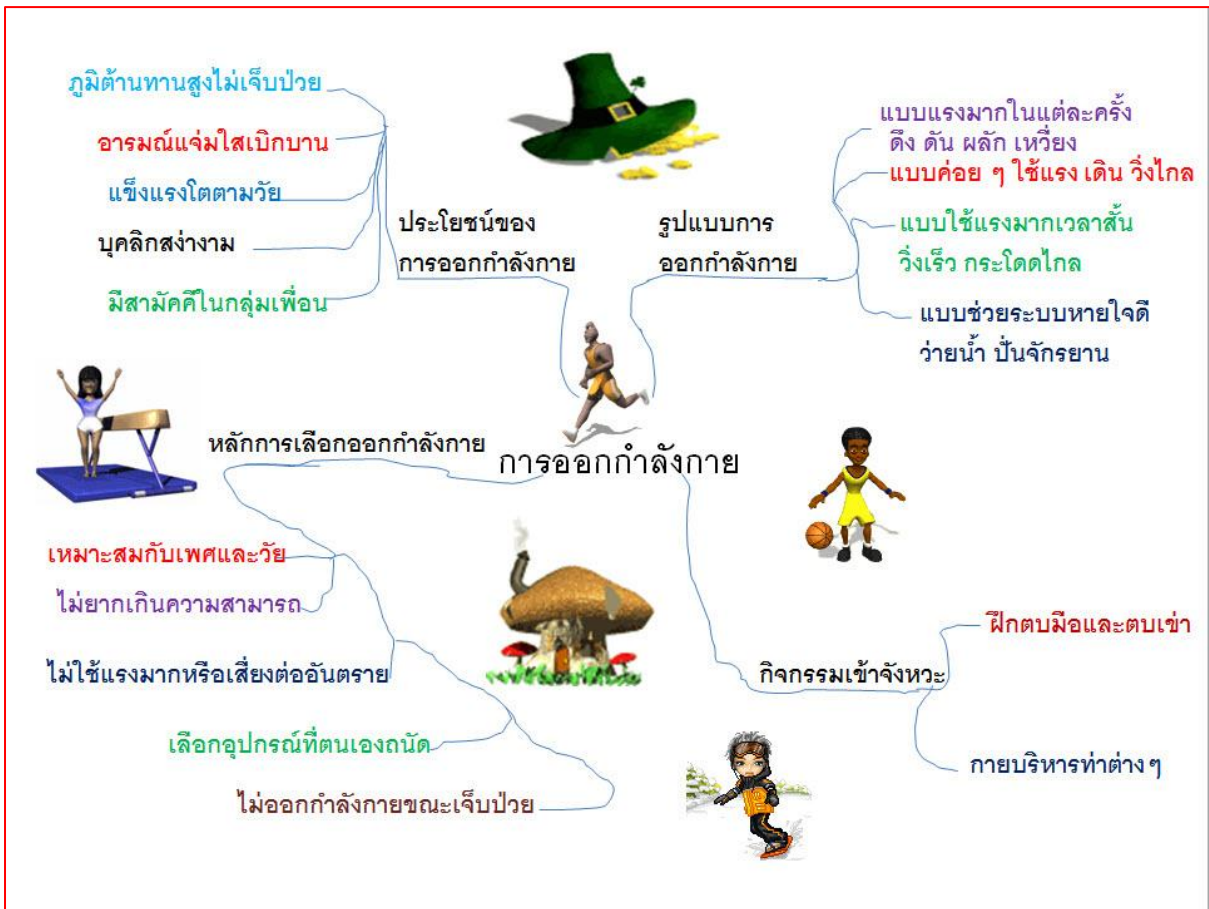 ภูมิต้านทานสูงไม่เจ็บป่วย
อารมณ์แจ่มใสเบิกบาน
แข็งแรงโตตามวัย
บุคลิกสง่างาม
มีสามัคคีในกลุ่มเพื่อน
ประโยชน์ของ
การออกกำลังกาย
รูปแบบการ
ออกกำลังกาย
แบบแรงมากในแต่ละครั้ง
ดึง ดัน ผลัก เหวี่ยง
แบบค่อย ๆ ใช้แรง เดิน วิ่งไกล
แบบใช้แรงมากเวลาสั้น
วิ่งเร็ว กระโดดไกล
แบบช่วยระบบหายใจดี
ว่ายน้ำ ปั่นจักรยาน
หลักการเลือกออกกำลังกาย
การออกกำลังกาย
เหมาะสมกับเพศและวัย
ไม่ยากเกินความสามารถ
ไม่ใช้แรงมากหรือเสี่ยงต่ออันตราย
เลือกอุปกรณ์ที่ตนเองถนัด
ไม่ออกกำลังกายขณะเจ็บป่วย
กิจกรรมเข้าจังหวะ
ฝึกตบมือและตบเข่า
กายบริหารท่าต่าง ๆ